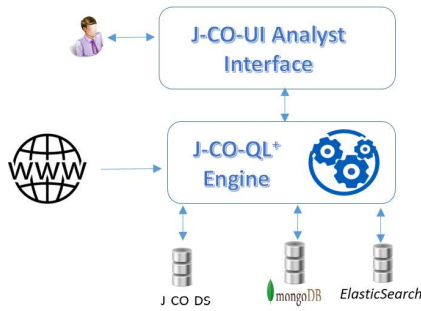 J-CO-UI Analyst
Interface
J-CO-QL+
Engine
WWW
J CO DS
mongoDB
ElasticSearch